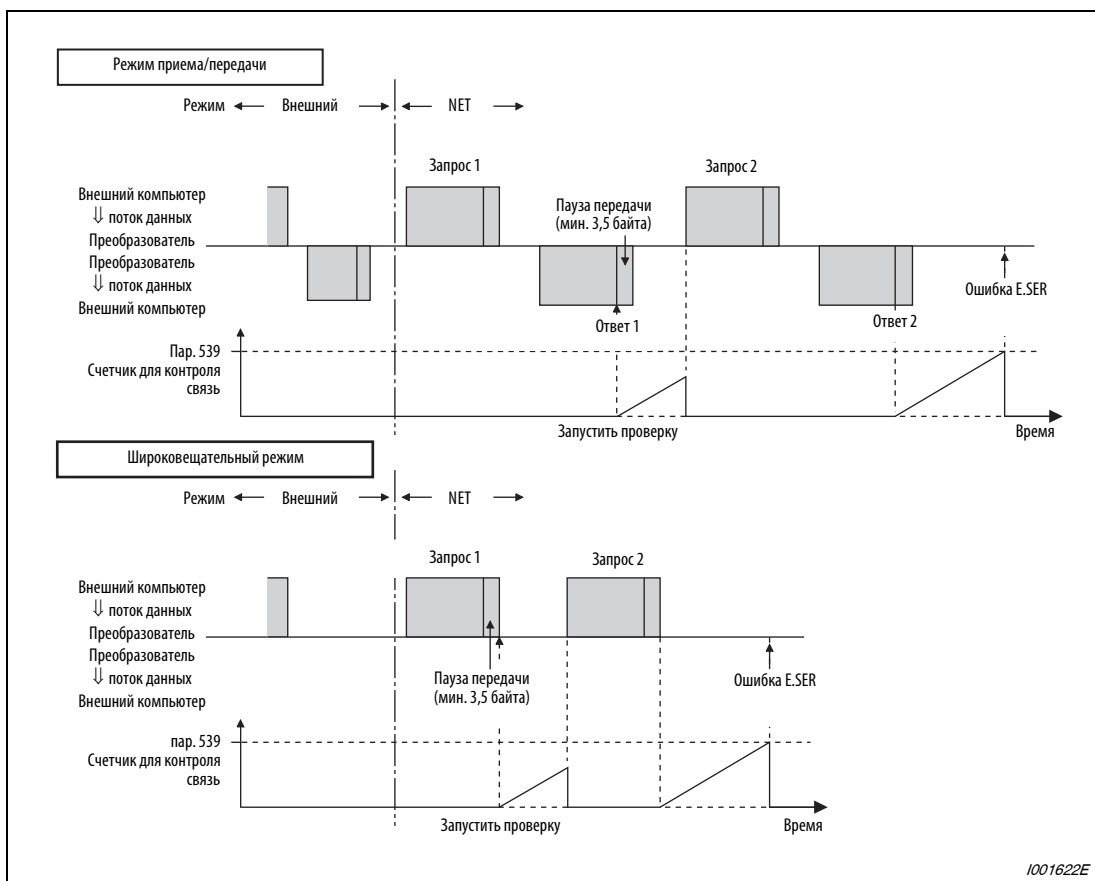 Режим приема/передачи
Режим
Внешний
NET
Запрос 1
Запрос 2
Внешний компьютер
⇓ поток данных
Преобразователь
Преобразователь
⇓ поток данных
Внешний компьютер
Пауза передачи
(мин. 3,5 байта)
Ошибка E.SER
Ответ 1
Ответ 2
Пар. 539
Счетчик для контроля
связь
Запустить проверку
Время
Широковещательный режим
Режим
Внешний
NET
Запрос 1
Запрос 2
Внешний компьютер
⇓ поток данных
Преобразователь
Преобразователь
⇓ поток данных
Внешний компьютер
Пауза передачи
(мин. 3,5 байта)
Ошибка E.SER
пар. 539
Счетчик для контроля
связь
Запустить проверку
Время
I001622E